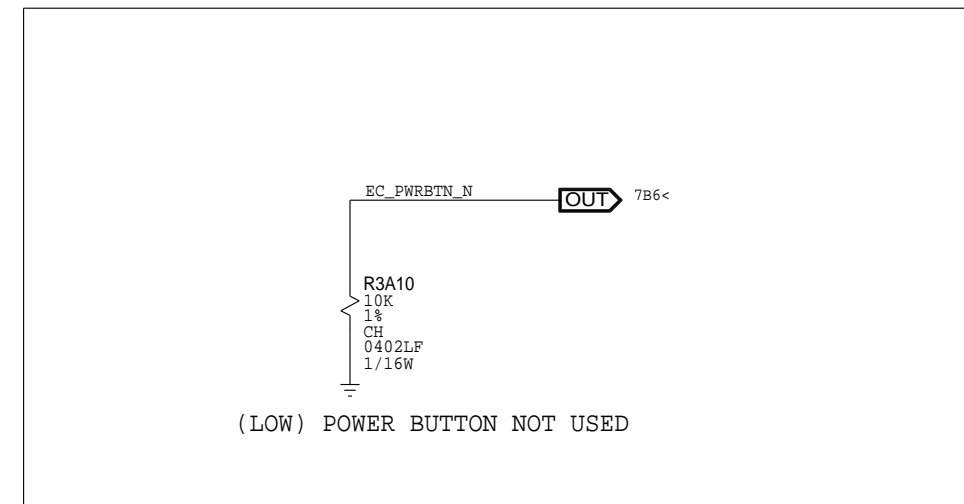 EC_PWRBTN_N
OUT
7B6<
R3A10
10K
1%
CH
0402LF
1/16W
(LOW) POWER BUTTON NOT USED